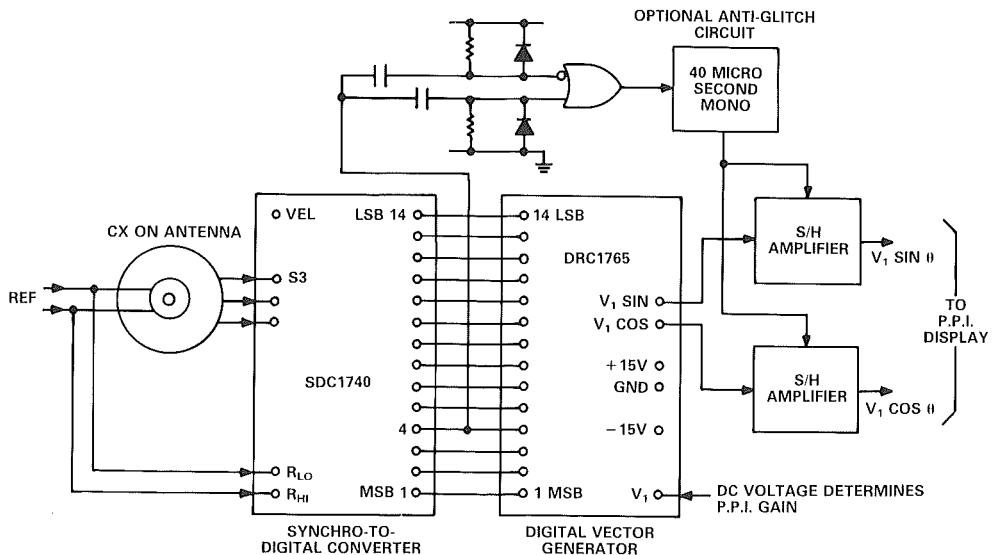 OPTIONAL ANTI-GLITCH
CIRCUIT
40 MICRO
SECOND
MONO
CX ON ANTENNA
REF
VEL
S3
SDC1740
LSB 14
4
MSB 1
R_LO
R_HI
SYNCHRO-TO-
DIGITAL CONVERTER
14 LSB
DRC1765
V₁ SIN
V₁ COS
+15V
GND
−15V
1 MSB
V₁
DIGITAL VECTOR
GENERATOR
DC VOLTAGE DETERMINES
P.P.I. GAIN
S/H
AMPLIFIER
V₁ SIN θ
S/H
AMPLIFIER
V₁ COS θ
TO
P.P.I.
DISPLAY